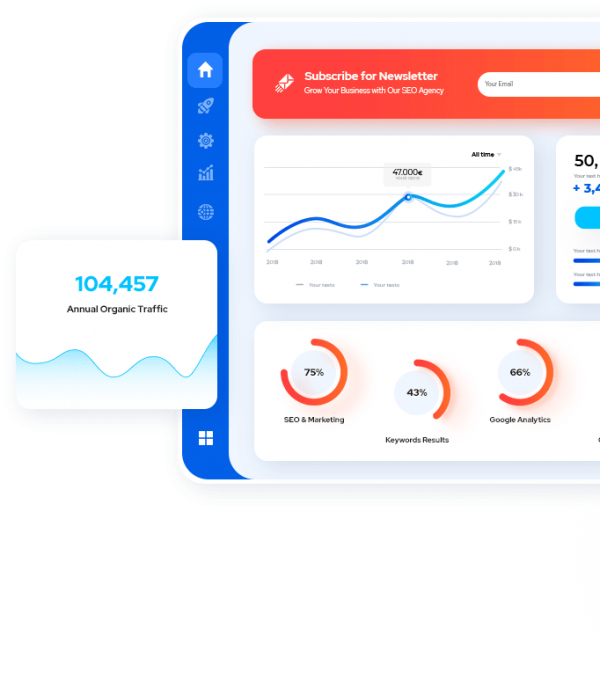 Subscribe for Newsletter
Grow Your Business with Our SEO Agency
Your Email
All time
47.000€
$ 45k
$ 30k
$ 15k
$ 0k
2018 2018 2018 2018 2018 2018
Your texts Your texts
50,
Your text h
+ 3,4
Your text h
Your text h
104,457
Annual Organic Traffic
75%
SEO & Marketing
43%
Keywords Results
66%
Google Analytics